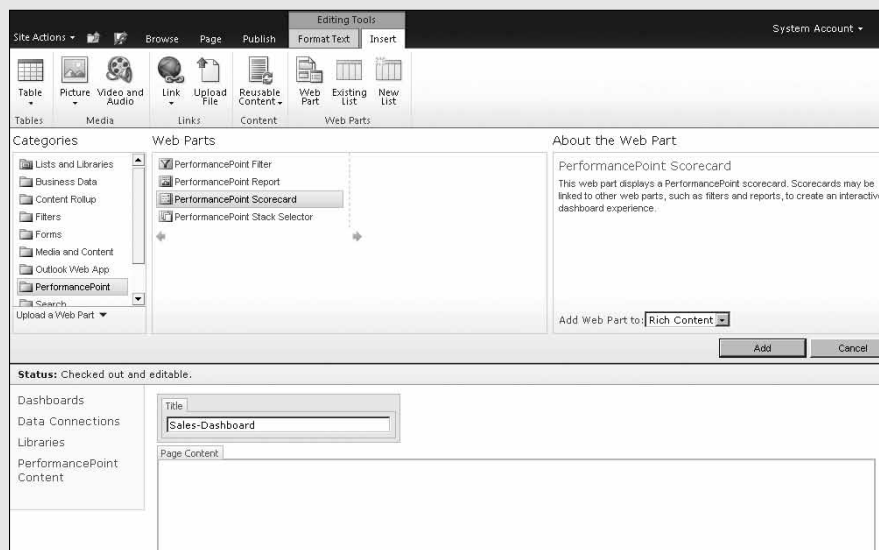 Editing Tools
Site Actions Browse Page Publish Format Text Insert System Account
Table Picture Video and Audio Link Upload File Reusable Content Web Part Existing List New List
Tables Media Links Content Web Parts
Categories Web Parts About the Web Part
Lists and Libraries
Business Data
Content Rollup
Filters
Forms
Media and Content
Outlook Web App
PerformancePoint
Search
Upload a Web Part
PerformancePoint Filter
PerformancePoint Report
PerformancePoint Scorecard
PerformancePoint Stack Selector
PerformancePoint Scorecard
This web part displays a PerformancePoint scorecard. Scorecards may be
linked to other web parts, such as filters and reports, to create an interactive
dashboard experience.
Add Web Part to: Rich Content
Add Cancel
Status: Checked out and editable.
Dashboards
Data Connections
Libraries
PerformancePoint
Content
Title
Sales-Dashboard
Page Content